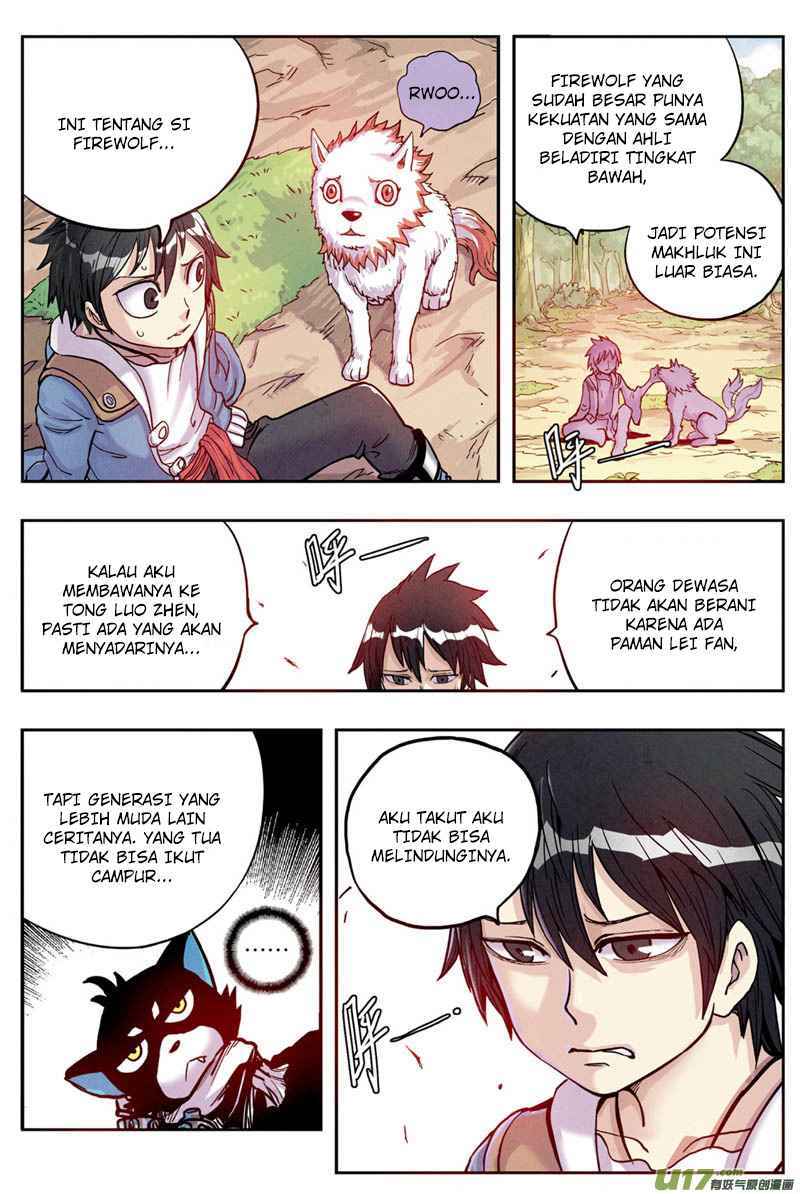 INI TENTANG SI
FIREWOLF...
RWOO...
FIREWOLF YANG
SUDAH BESAR PUNYA
KEKUATAN YANG SAMA
DENGAN AHLI
BELADIRI TINGKAT
BAWAH,
JADI POTENSI
MAKHLUK INI
LUAR BIASA.
呼—
KALAU AKU
MEMBAWANYA KE
TONG LUO ZHEN,
PASTI ADA YANG AKAN
MENYADARINYA...
呼—
ORANG DEWASA
TIDAK AKAN BERANI
KARENA ADA
PAMAN LEI FAN,
TAPI GENERASI YANG
LEBIH MUDA LAIN
CERITANYA. YANG TUA
TIDAK BISA IKUT
CAMPUR...
......
AKU TAKUT AKU
TIDAK BISA
MELINDUNGINYA.
呼—
U17.com
有妖气原创漫画